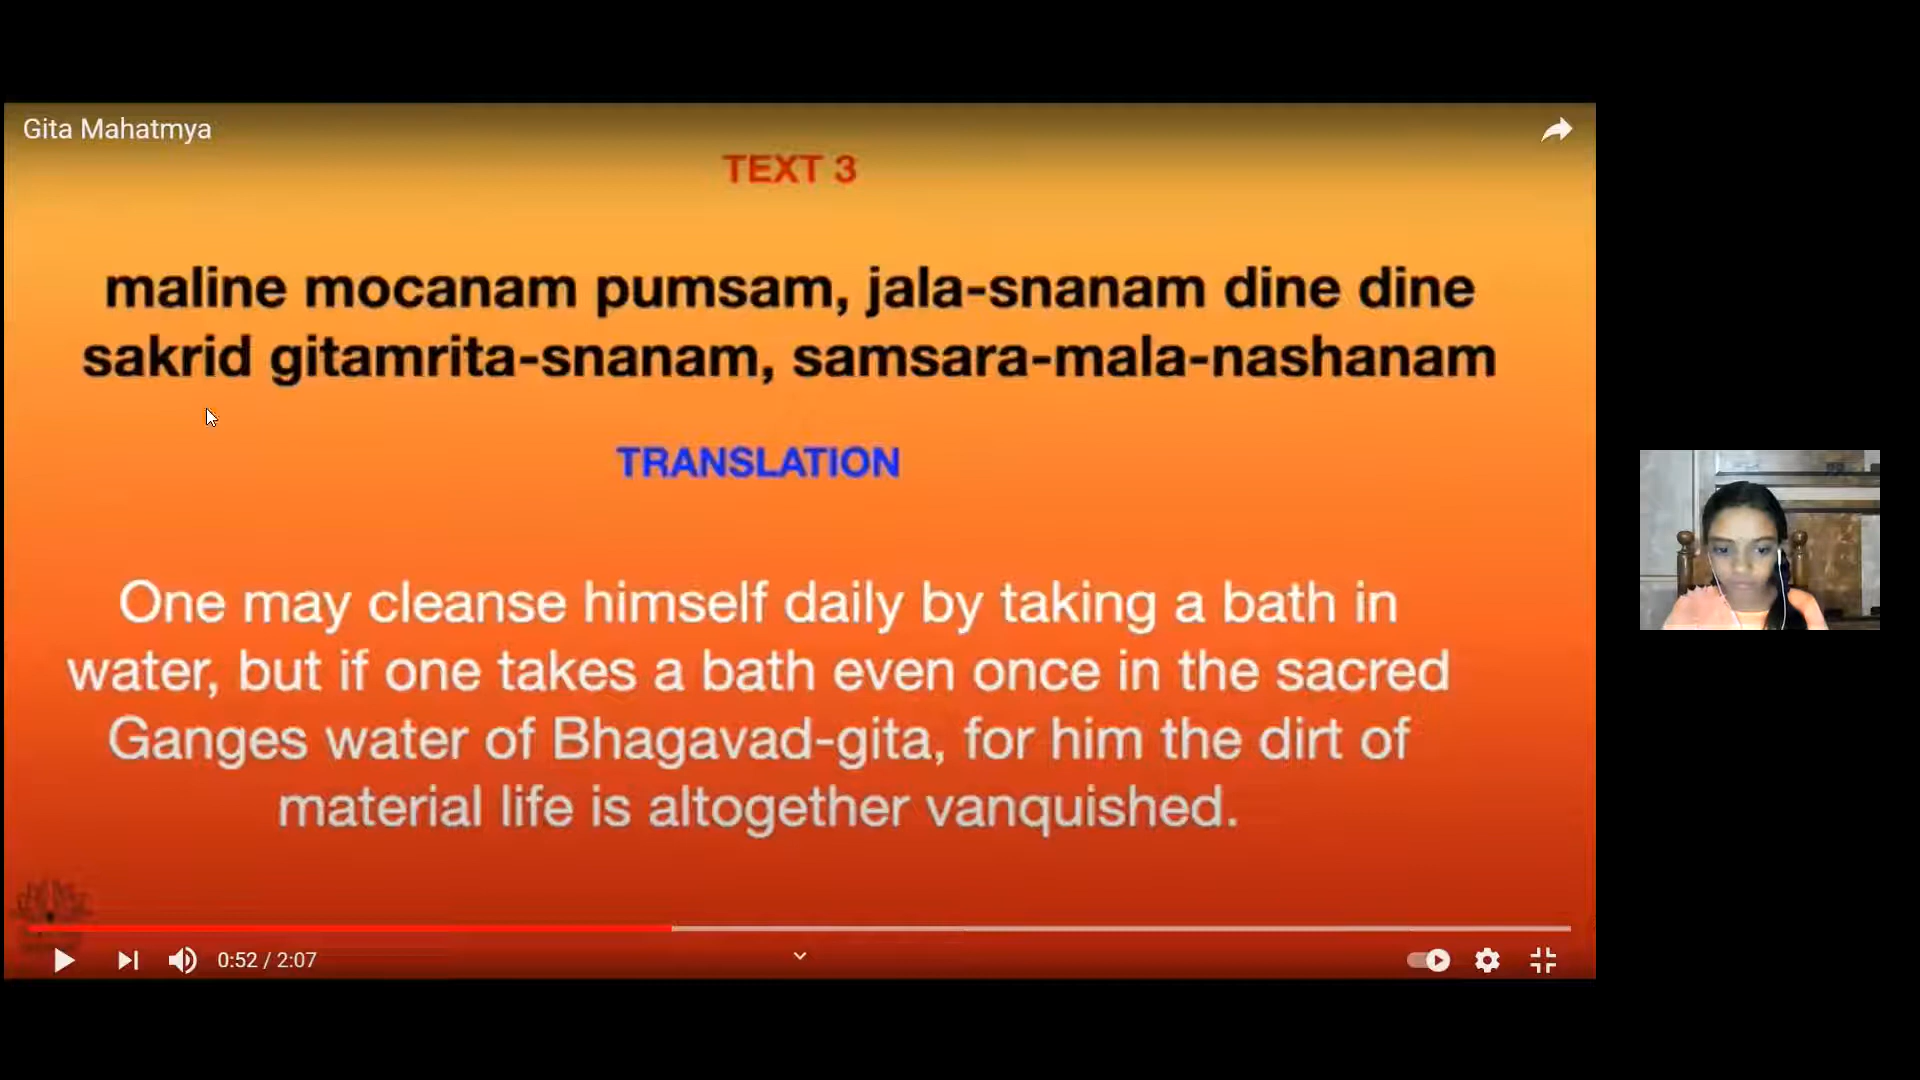 Gita Mahatmya
TEXT 3
maline mocanam pumsam, jala-snanam dine dine
sakrid gitamrita-snanam, samsara-mala-nashanam
TRANSLATION
One may cleanse himself daily by taking a bath in
water, but if one takes a bath even once in the sacred
Ganges water of Bhagavad-gita, for him the dirt of
material life is altogether vanquished.
0:52 / 2:07